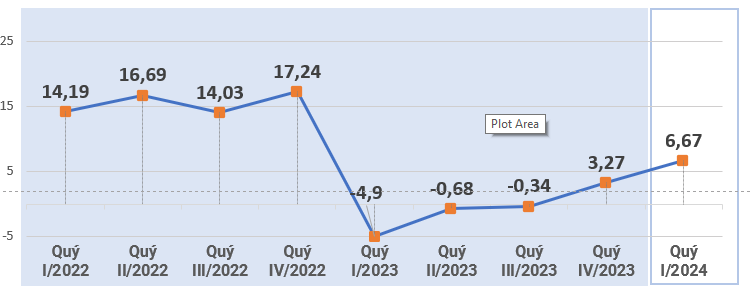 25
15
5
-5
14,19
16,69
14,03
17,24
-4,9
-0,68
-0,34
3,27
6,67
Plot Area
Quý
I/2022
Quý
II/2022
Quý
III/2022
Quý
IV/2022
Quý
I/2023
Quý
II/2023
Quý
III/2023
Quý
IV/2023
Quý
I/2024